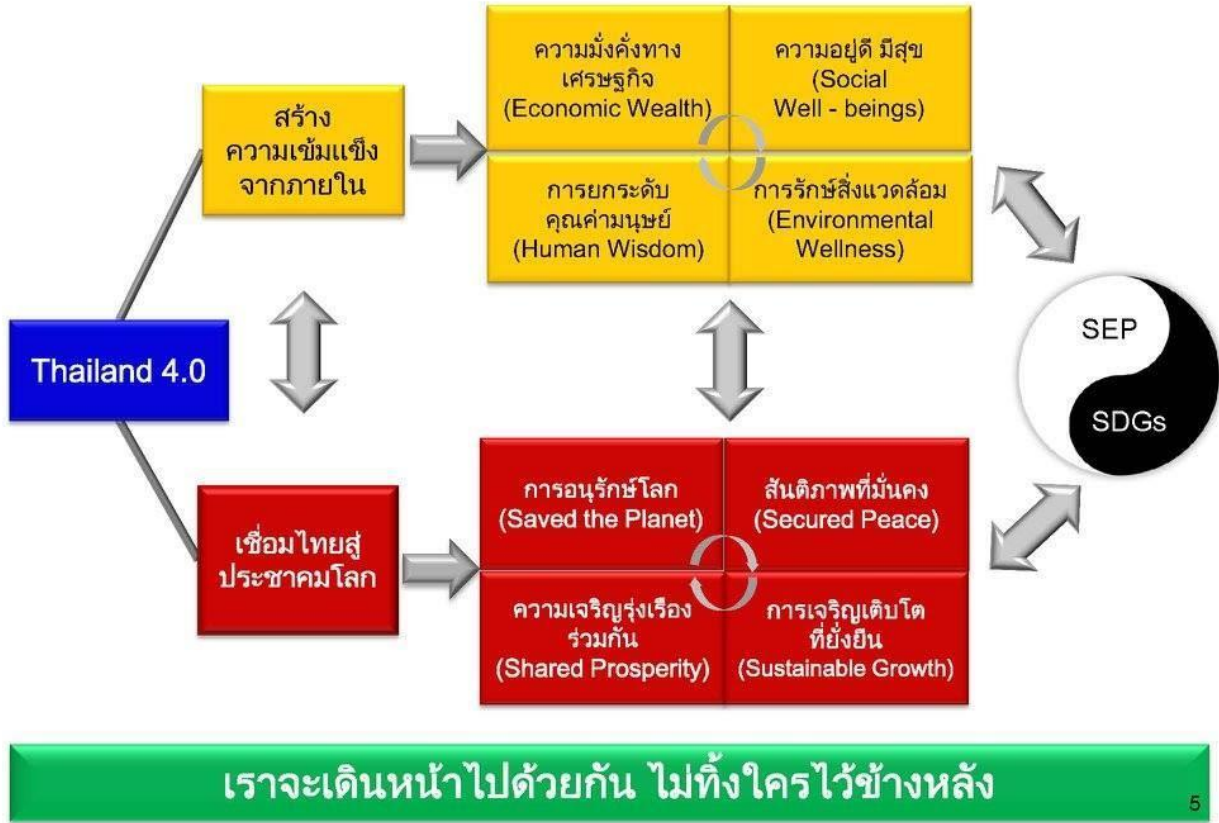 ความมั่งคั่งทาง
เศรษฐกิจ
(Economic Wealth)
ความอยู่ดี มีสุข
(Social
Well - beings)
สร้าง
ความเข้มแข็ง
จากภายใน
การยกระดับ
คุณค่ามนุษย์
(Human Wisdom)
การรักษ์สิ่งแวดล้อม
(Environmental
Wellness)
Thailand 4.0
SEP
SDGs
เชื่อมไทยสู่
ประชาคมโลก
การอนุรักษ์โลก
(Saved the Planet)
สันติภาพที่มั่นคง
(Secured Peace)
ความเจริญรุ่งเรือง
ร่วมกัน
(Shared Prosperity)
การเจริญเติบโต
ที่ยั่งยืน
(Sustainable Growth)
เราจะเดินหน้าไปด้วยกัน ไม่ทิ้งใครไว้ข้างหลัง
5